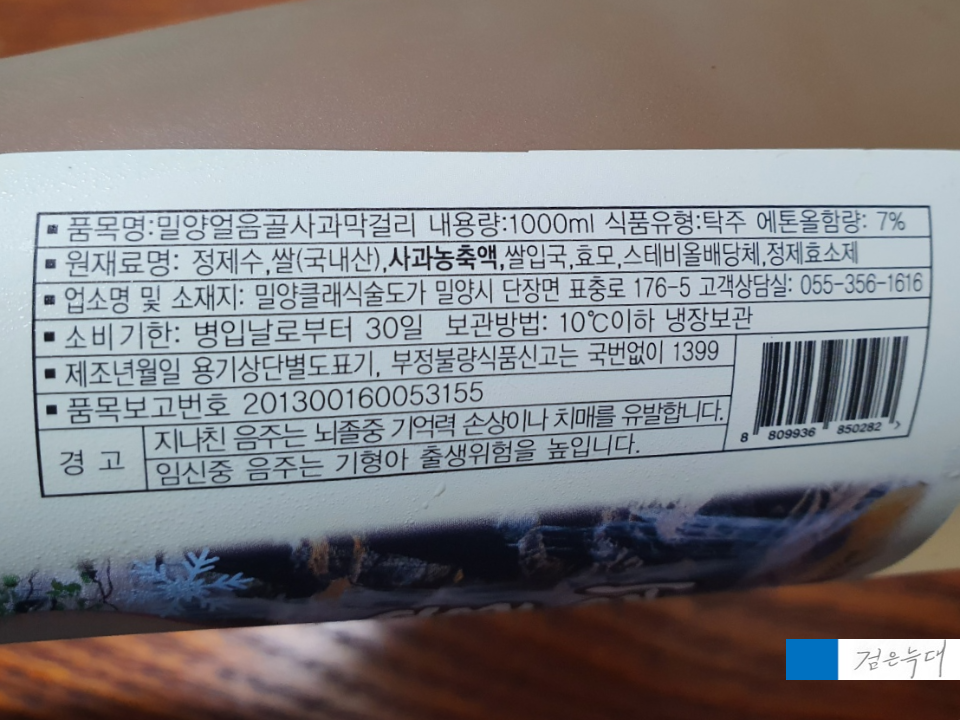 ▪ 품목명:밀양얼음골사과막걸리 내용량:1000ml 식품유형:탁주 에톤올함량: 7%
▪ 원재료명: 정제수,쌀(국내산),사과농축액,쌀입국,효모,스테비올배당체,정제효소제
▪ 업소명 및 소재지: 밀양클래식술도가 밀양시 단장면 표충로 176-5 고객상담실: 055-356-1616
▪ 소비기한: 병입날로부터 30일 보관방법: 10℃이하 냉장보관
▪ 제조년월일 용기상단별도표기, 부정불량식품신고는 국번없이 1399
▪ 품목보고번호 201300160053155
경 고
지나친 음주는 뇌졸중 기억력 손상이나 치매를 유발합니다.
임신중 음주는 기형아 출생위험을 높입니다.
8 809936 850282 >
검은늑대